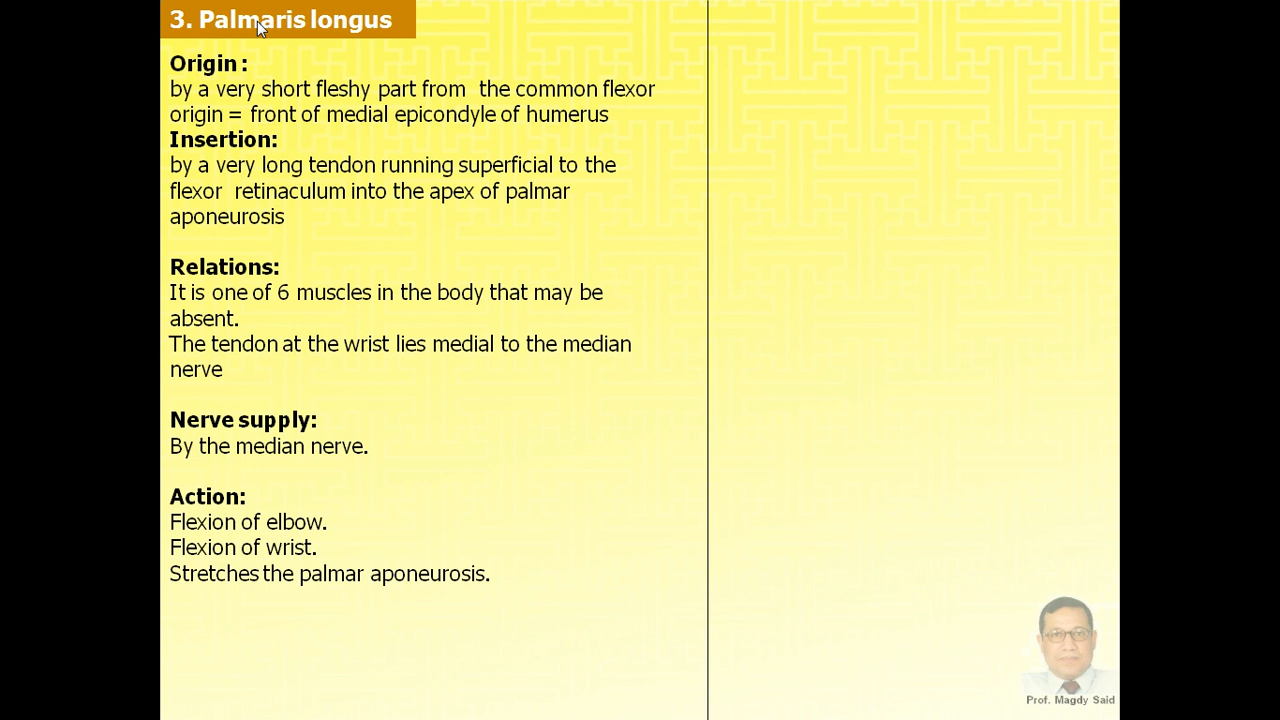 3. Palmaris longus
Origin :
by a very short fleshy part from the common flexor
origin = front of medial epicondyle of humerus
Insertion:
by a very long tendon running superficial to the
flexor retinaculum into the apex of palmar
aponeurosis
Relations:
It is one of 6 muscles in the body that may be
absent.
The tendon at the wrist lies medial to the median
nerve
Nerve supply:
By the median nerve.
Action:
Flexion of elbow.
Flexion of wrist.
Stretches the palmar aponeurosis.
Prof. Magdy Said